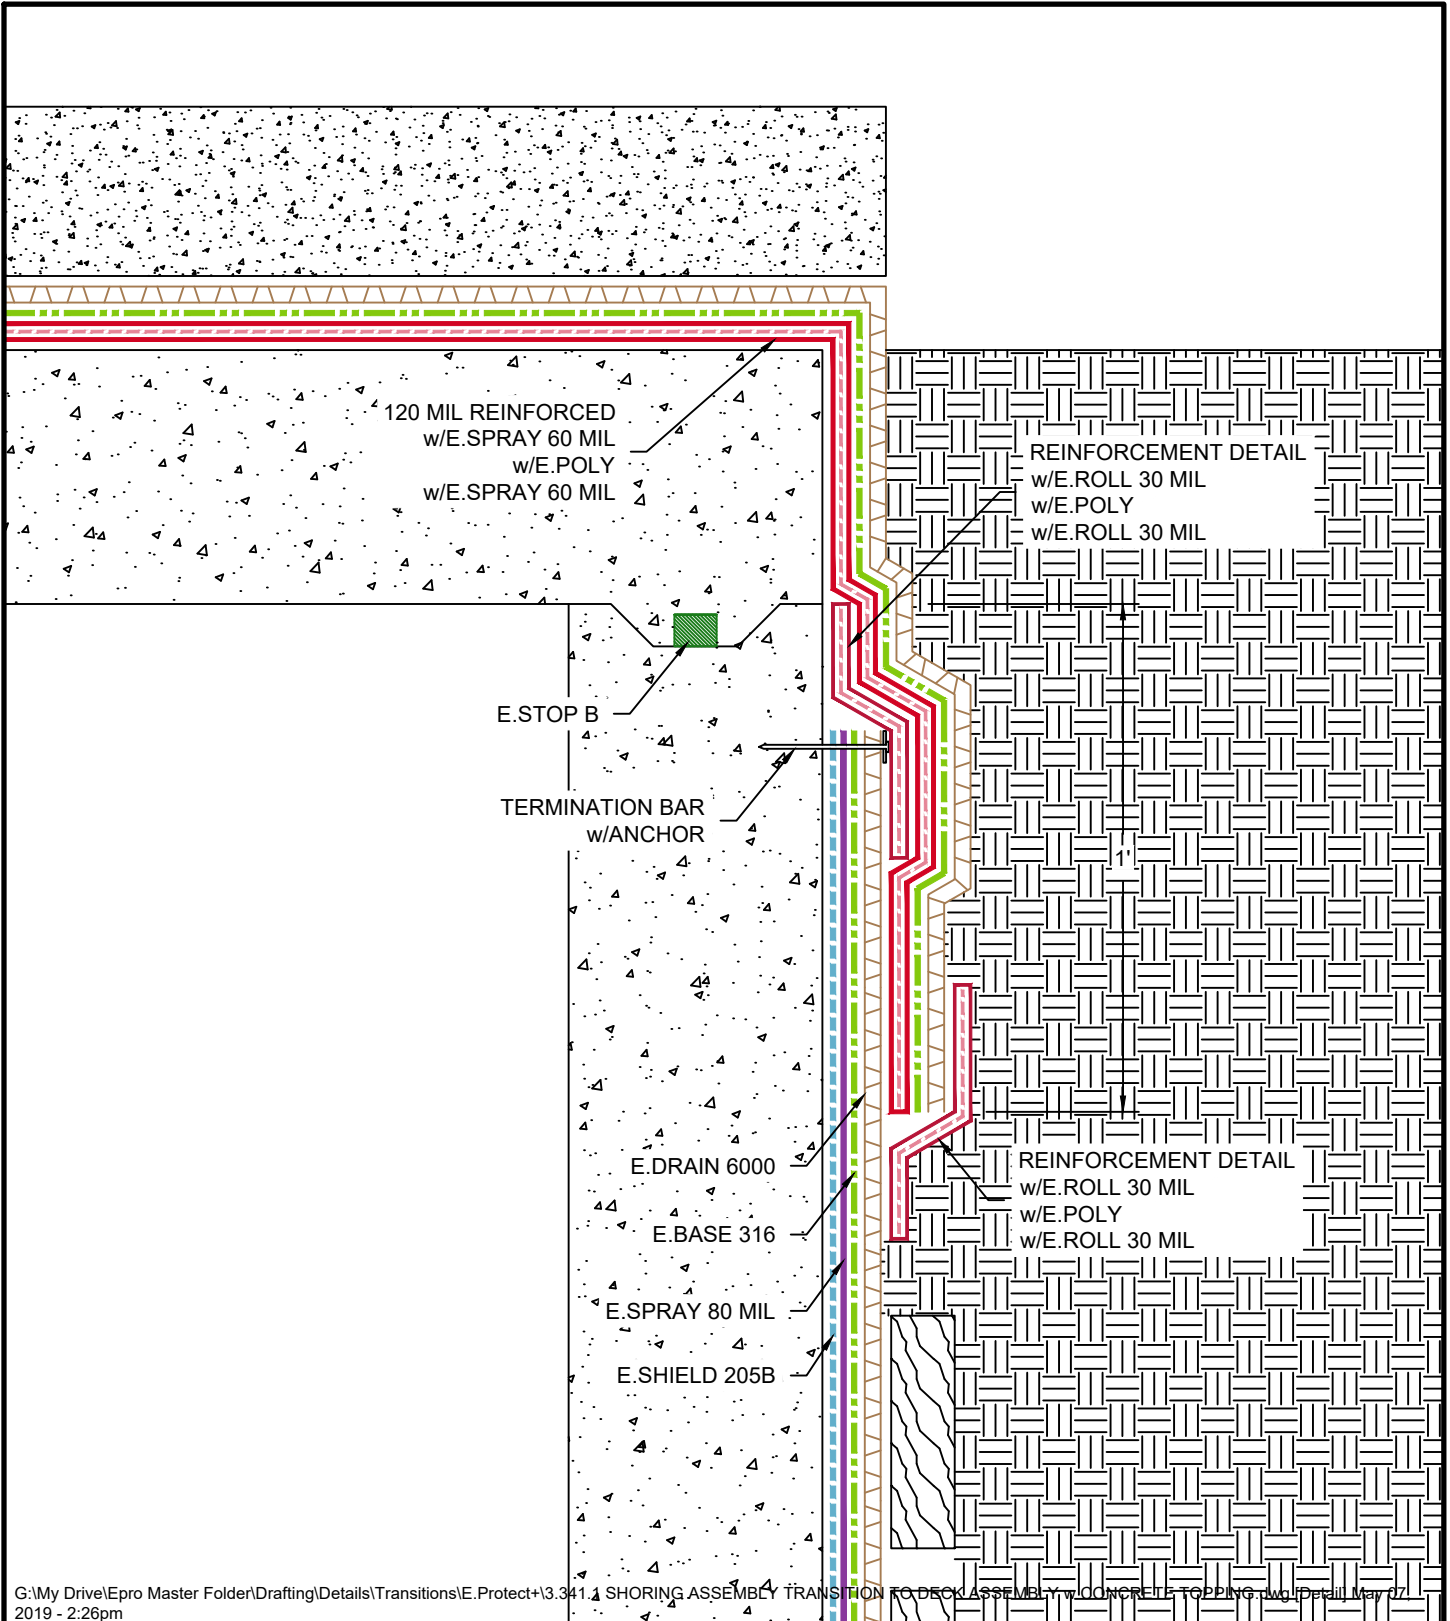 120 MIL REINFORCED
w/E.SPRAY 60 MIL
w/E.POLY
w/E.SPRAY 60 MIL
REINFORCEMENT DETAIL
w/E.ROLL 30 MIL
w/E.POLY
w/E.ROLL 30 MIL
E.STOP B
TERMINATION BAR
w/ANCHOR
1'
E.DRAIN 6000
E.BASE 316
E.SPRAY 80 MIL
E.SHIELD 205B
REINFORCEMENT DETAIL
w/E.ROLL 30 MIL
w/E.POLY
w/E.ROLL 30 MIL
G:\My Drive\Epro Master Folder\Drafting\Details\Transitions\E.Protect+\3.341.1 SHORING ASSEMBLY TRANSITION TO DECK ASSEMBLY w CONCRETE TOPPING.dwg [Detail] May 07,
2019 - 2:26pm